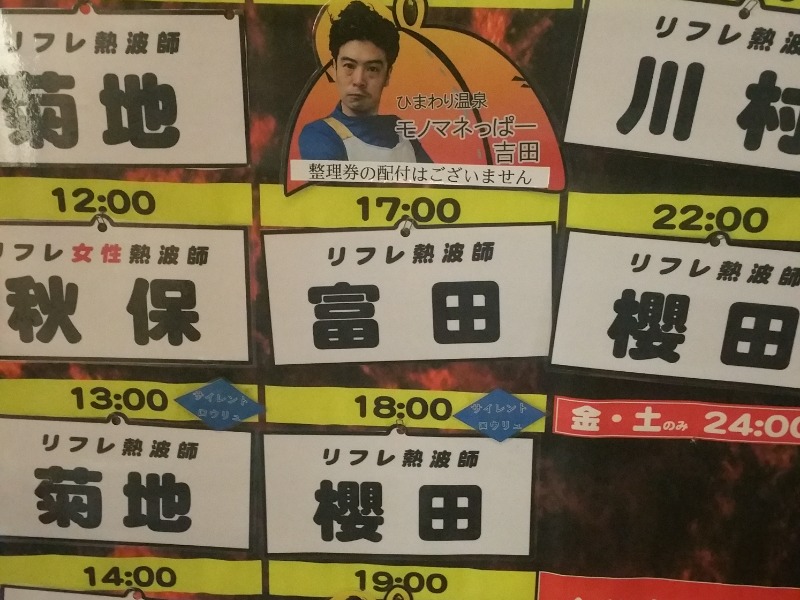 リフレ熱波師
菊地
12:00
リフレ女性熱波師
秋保
13:00
サイレント
ロウリュ
リフレ熱波師
菊地
14:00
ひまわり温泉
モノマネっぱー
吉田
整理券の配付はございません
17:00
リフレ熱波師
富田
18:00
サイレント
ロウリュ
リフレ熱波師
櫻田
19:00
リフレ熱波
川村
22:00
リフレ熱波師
櫻田
金・土のみ 24:00